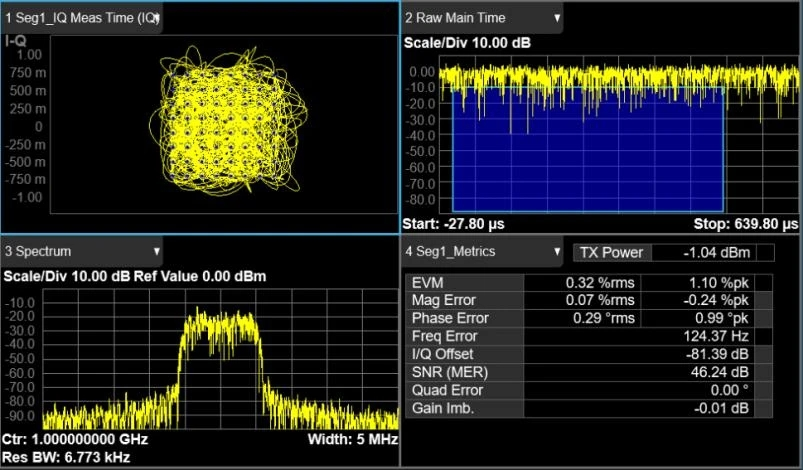 1 Seg1_IQ Meas Time (IQ)
I-Q
1.00
750 m
500 m
250 m
0
-250 m
-500 m
-750 m
-1.00
2 Raw Main Time
Scale/Div 10.00 dB
0.00
-10.0
-20.0
-30.0
-40.0
-50.0
-60.0
-70.0
-80.0
Start: -27.80 µs Stop: 639.80 µs
3 Spectrum
Scale/Div 10.00 dB Ref Value 0.00 dBm
-10.0
-20.0
-30.0
-40.0
-50.0
-60.0
-70.0
-80.0
-90.0
Ctr: 1.000000000 GHz Width: 5 MHz
Res BW: 6.773 kHz
4 Seg1_Metrics TX Power -1.04 dBm
EVM 0.32 %rms 1.10 %pk
Mag Error 0.07 %rms -0.24 %pk
Phase Error 0.29 °rms 0.99 °pk
Freq Error 124.37 Hz
I/Q Offset -81.39 dB
SNR (MER) 46.24 dB
Quad Error 0.00 °
Gain Imb. -0.01 dB